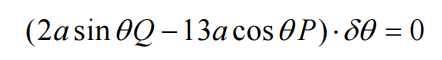 (2a sin θQ − 13a cos θP) · δθ = 0